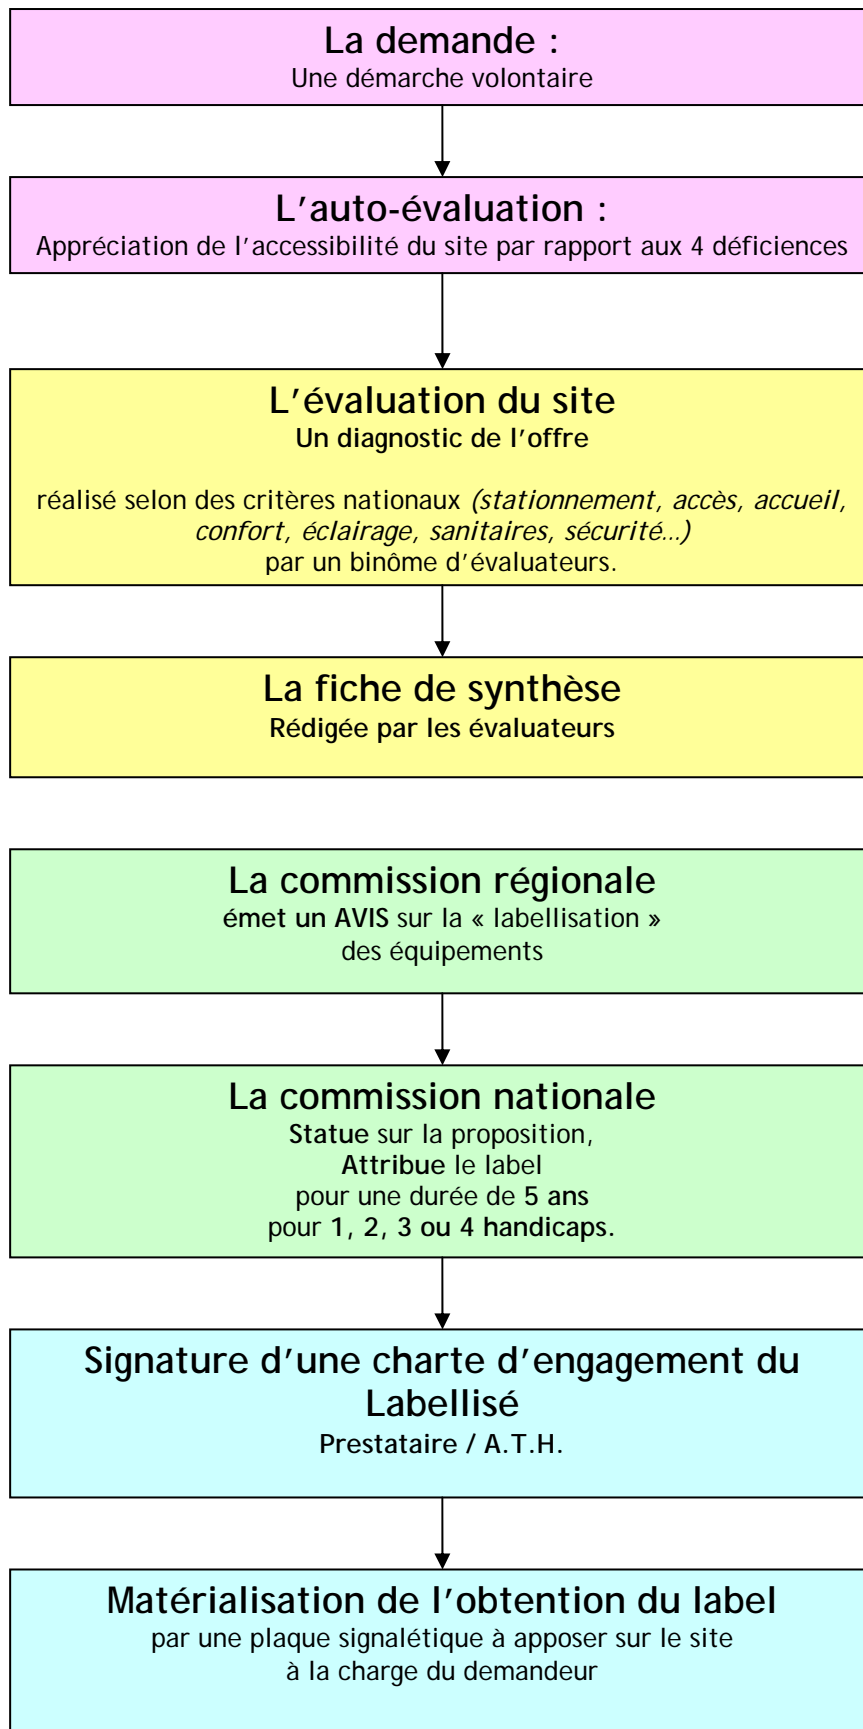 La demande :
Une démarche volontaire
L'auto-évaluation :
Appréciation de l'accessibilité du site par rapport aux 4 déficiences
L'évaluation du site
Un diagnostic de l'offre
réalisé selon des critères nationaux (stationnement, accès, accueil,
confort, éclairage, sanitaires, sécurité…)
par un binôme d'évaluateurs.
La fiche de synthèse
Rédigée par les évaluateurs
La commission régionale
émet un AVIS sur la « labellisation »
des équipements
La commission nationale
Statue sur la proposition,
Attribue le label
pour une durée de 5 ans
pour 1, 2, 3 ou 4 handicaps.
Signature d'une charte d'engagement du
Labellisé
Prestataire / A.T.H.
Matérialisation de l'obtention du label
par une plaque signalétique à apposer sur le site
à la charge du demandeur